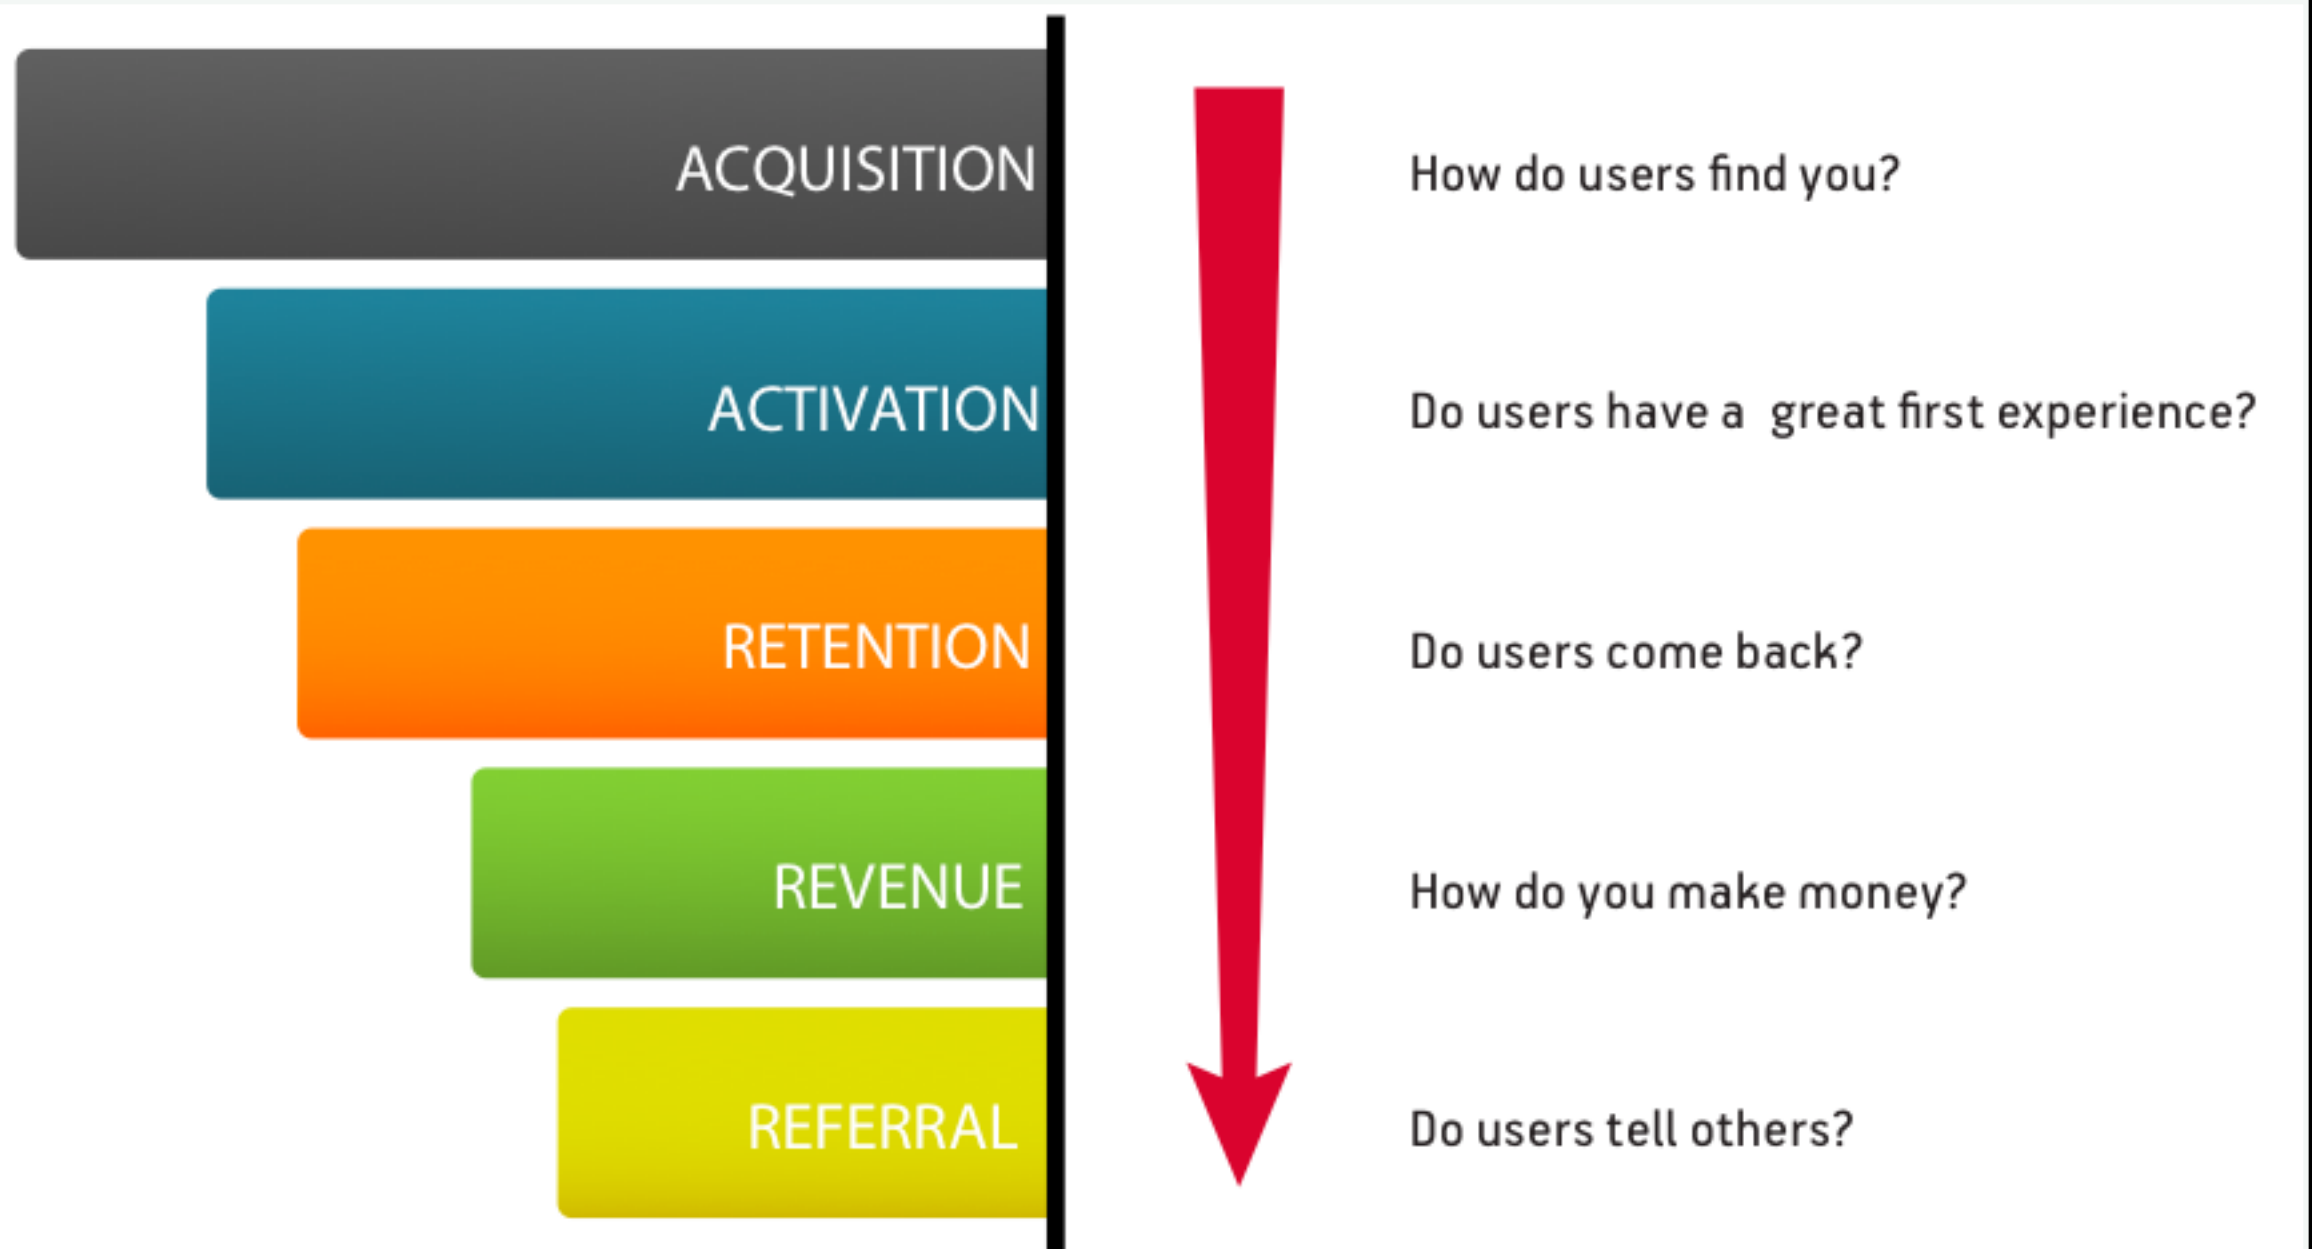 ACQUISITION
How do users find you?
ACTIVATION
Do users have a  great first experience?
RETENTION
Do users come back?
REVENUE
How do you make money?
REFERRAL
Do users tell others?